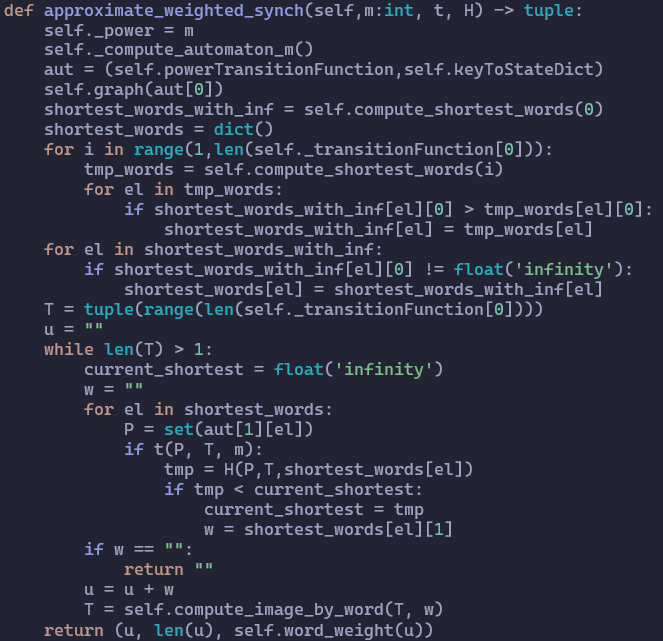 def approximate_weighted_synch(self,m:int, t, H) -> tuple:
    self._power = m
    self._compute_automaton_m()
    aut = (self.powerTransitionFunction,self.keyToStateDict)
    self.graph(aut[0])
    shortest_words_with_inf = self.compute_shortest_words(0)
    shortest_words = dict()
    for i in range(1,len(self._transitionFunction[0])):
        tmp_words = self.compute_shortest_words(i)
        for el in tmp_words:
            if shortest_words_with_inf[el][0] > tmp_words[el][0]:
                shortest_words_with_inf[el] = tmp_words[el]
    for el in shortest_words_with_inf:
        if shortest_words_with_inf[el][0] != float('infinity'):
            shortest_words[el] = shortest_words_with_inf[el]
    T = tuple(range(len(self._transitionFunction[0])))
    u = ""
    while len(T) > 1:
        current_shortest = float('infinity')
        w = ""
        for el in shortest_words:
            P = set(aut[1][el])
            if t(P, T, m):
                tmp = H(P,T,shortest_words[el])
                if tmp < current_shortest:
                    current_shortest = tmp
                    w = shortest_words[el][1]
        if w == "":
            return ""
        u = u + w
        T = self.compute_image_by_word(T, w)
    return (u, len(u), self.word_weight(u))